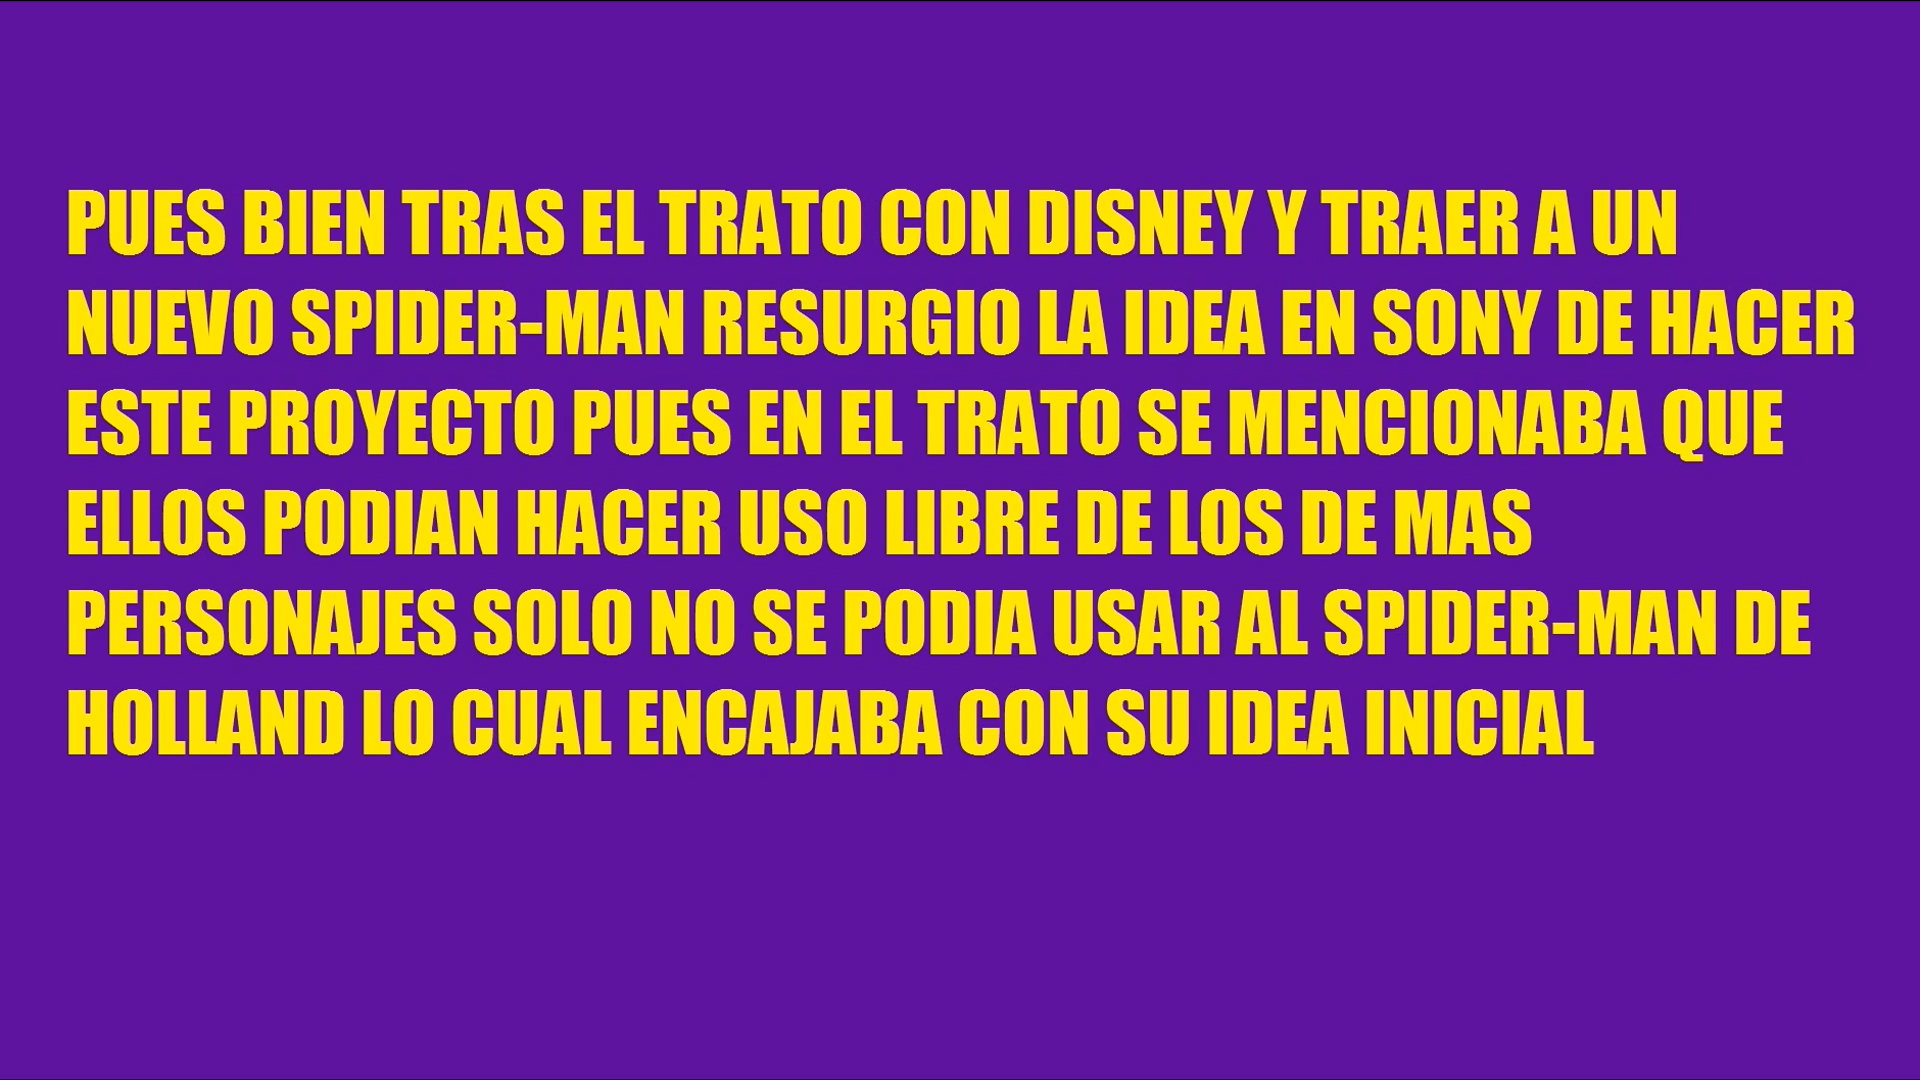 PUES BIEN TRAS EL TRATO CON DISNEY Y TRAER A UN
NUEVO SPIDER-MAN RESURGIO LA IDEA EN SONY DE HACER
ESTE PROYECTO PUES EN EL TRATO SE MENCIONABA QUE
ELLOS PODIAN HACER USO LIBRE DE LOS DE MAS
PERSONAJES SOLO NO SE PODIA USAR AL SPIDER-MAN DE
HOLLAND LO CUAL ENCAJABA CON SU IDEA INICIAL